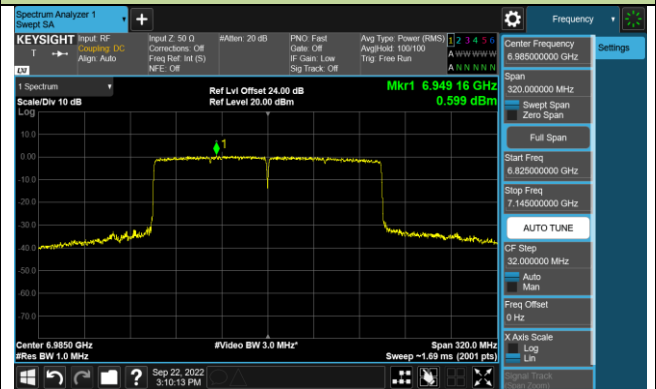 Spectrum Analyzer 1
Swept SA
Frequency
KEYSIGHT
Input: RF
Coupling: DC
Align: Auto
Input Z: 50 Ω
Corrections: Off
Freq Ref: Int (S)
NFE: Off
#Atten: 20 dB
PNO: Fast
Gate: Off
IF Gain: Low
Sig Track: Off
Avg Type: Power (RMS)
Avg|Hold: 100/100
Trig: Free Run
1 2 3 4 5 6
A W W W W W
A N N N N N
T
LXI
1 Spectrum
Scale/Div 10 dB
Log
Ref Lvl Offset 24.00 dB
Ref Level 20.00 dBm
Mkr1 6.949 16 GHz
0.599 dBm
1
10.0
0.00
-10.0
-20.0
-30.0
-40.0
-50.0
-60.0
-70.0
Center 6.9850 GHz
#Res BW 1.0 MHz
#Video BW 3.0 MHz*
Span 320.0 MHz
Sweep ~1.69 ms (2001 pts)
Center Frequency
6.985000000 GHz
Settings
Span
320.000000 MHz
Swept Span
Zero Span
Full Span
Start Freq
6.825000000 GHz
Stop Freq
7.145000000 GHz
AUTO TUNE
CF Step
32.000000 MHz
Auto
Man
Freq Offset
0 Hz
X Axis Scale
Log
Lin
Signal Track
(Span Zoom)
?
Sep 22, 2022
3:10:13 PM